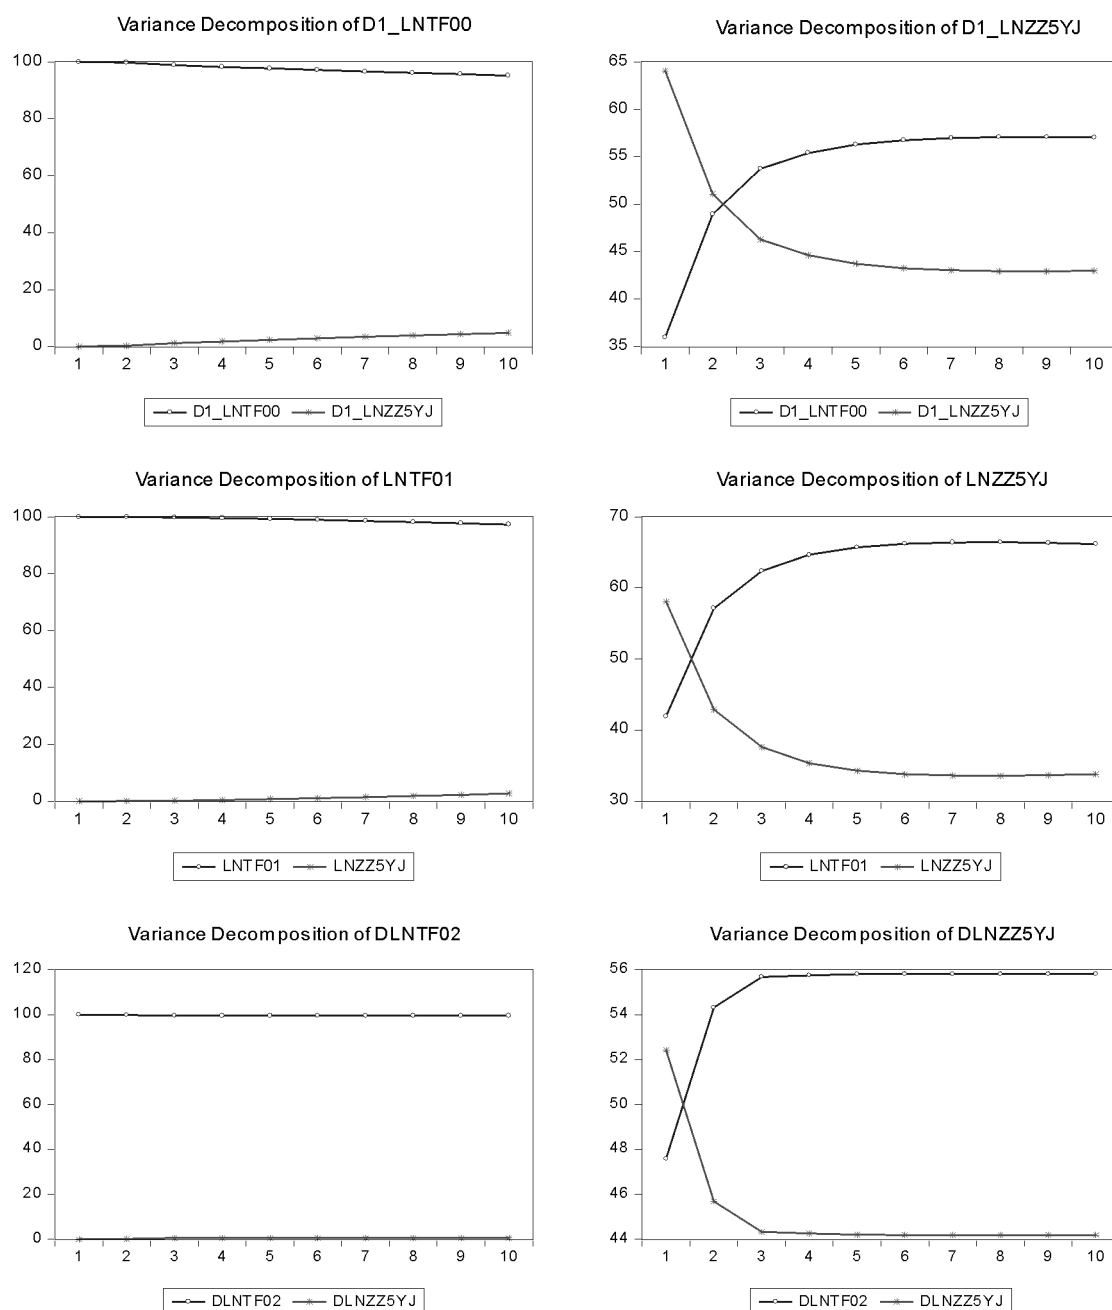 Variance Decomposition of D1_LNTF00
100
80
60
40
20
0
1 2 3 4 5 6 7 8 9 10
D1_LNTF00 D1_LNZZ5YJ
Variance Decomposition of D1_LNZZ5YJ
65
60
55
50
45
40
35
1 2 3 4 5 6 7 8 9 10
D1_LNTF00 D1_LNZZ5YJ
Variance Decomposition of LNTF01
100
80
60
40
20
0
1 2 3 4 5 6 7 8 9 10
LNTF01 LNZZ5YJ
Variance Decomposition of LNZZ5YJ
70
60
50
40
30
1 2 3 4 5 6 7 8 9 10
LNTF01 LNZZ5YJ
Variance Decomposition of DLNTF02
120
100
80
60
40
20
0
1 2 3 4 5 6 7 8 9 10
DLNTF02 DLNZZ5YJ
Variance Decomposition of DLNZZ5YJ
56
54
52
50
48
46
44
1 2 3 4 5 6 7 8 9 10
DLNTF02 DLNZZ5YJ